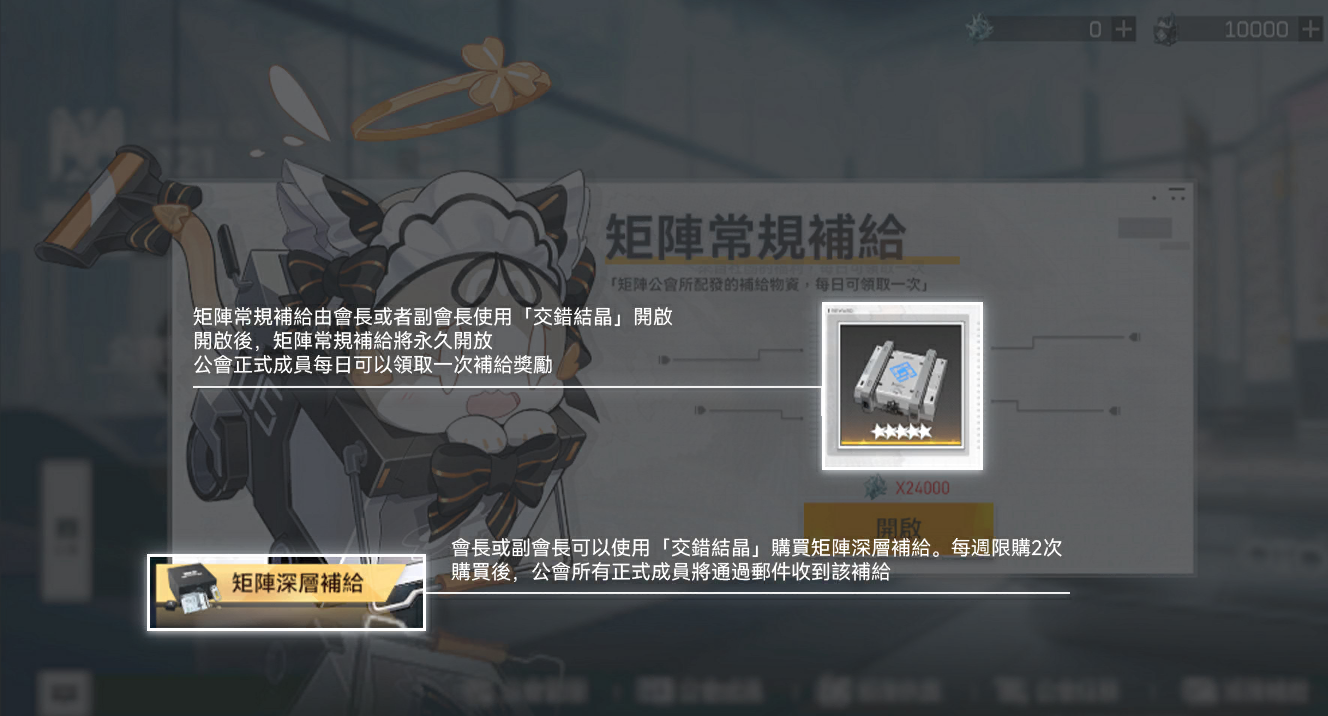 0
10000
矩陣常規補給
「矩陣公會所配發的補給物資，每日可領取一次」
矩陣常規補給由會長或者副會長使用「交錯結晶」開啟
開啟後，矩陣常規補給將永久開放
公會正式成員每日可以領取一次補給獎勵
X24000
開啟
會長或副會長可以使用「交錯結晶」購買矩陣深層補給。每週限購2次
購買後，公會所有正式成員將通過郵件收到該補給
矩陣深層補給